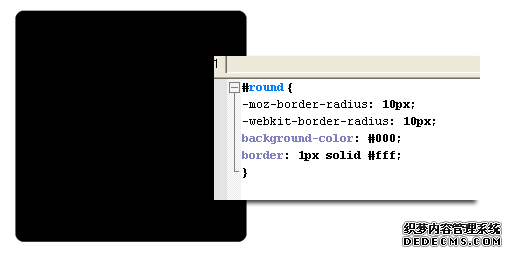 1
#round{
-moz-border-radius: 10px;
-webkit-border-radius: 10px;
background-color: #000;
border: 1px solid #fff;
}
织梦内容管理系统
DEDECMS.COM